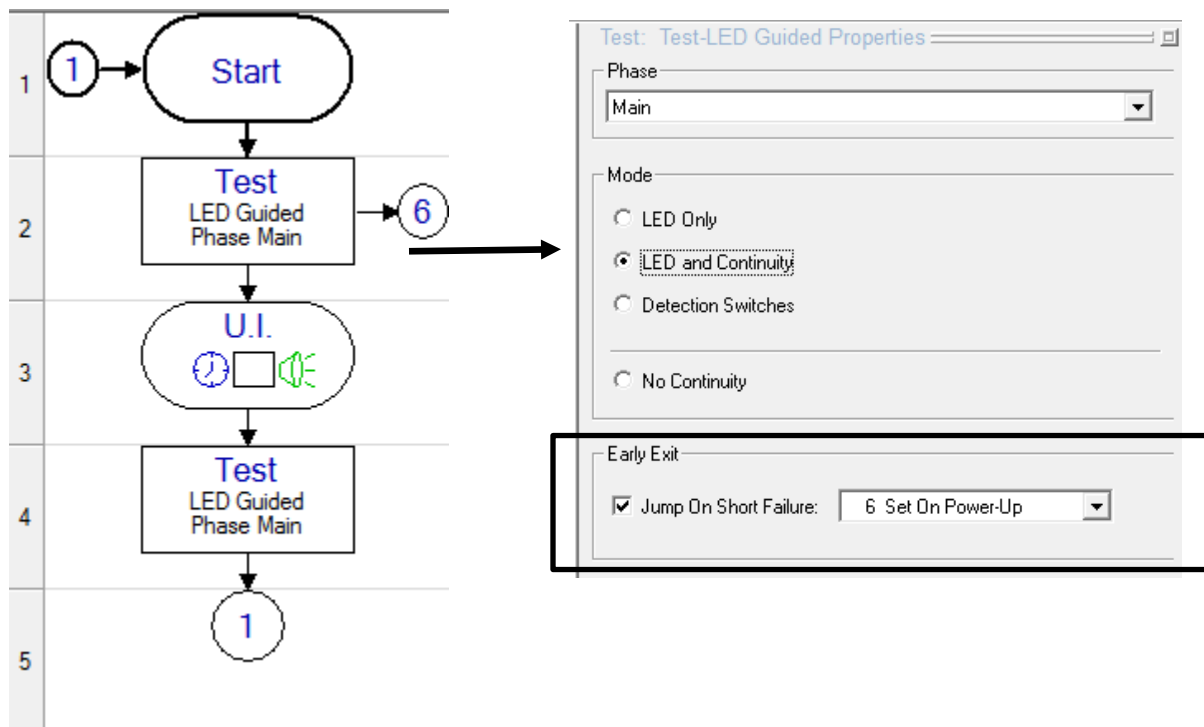 1
1
Start
2
Test
LED Guided
Phase Main
6
3
U.I.
4
Test
LED Guided
Phase Main
5
1
Test: Test-LED Guided Properties
Phase
Main
Mode
LED Only
LED and Continuity
Detection Switches
No Continuity
Early Exit
Jump On Short Failure: 6 Set On Power-Up